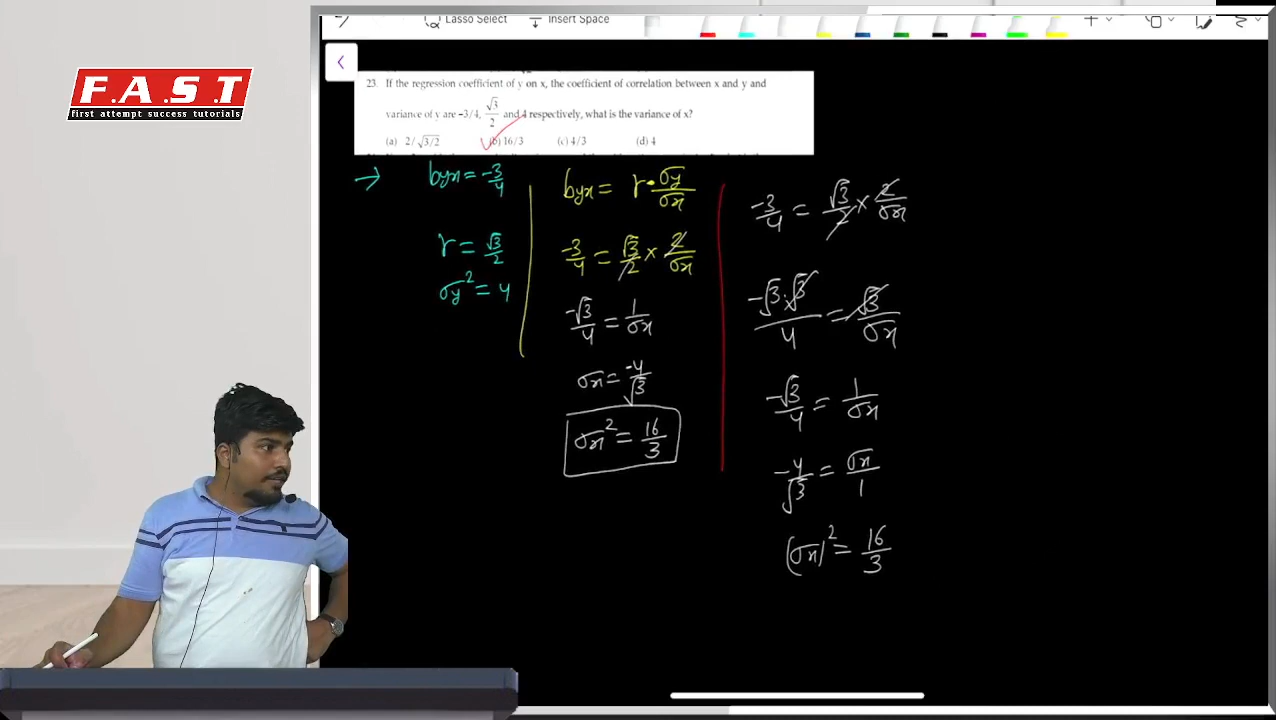 Lasso Select
Insert Space
F.A.S.T
first attempt success tutorials
23. If the regression coefficient of y on x, the coefficient of correlation between x and y and
variance of y are -3/4, √3/2 and 4 respectively, what is the variance of x?
(a) 2/√3/2 (b) 16/3 (c) 4/3 (d) 4
→ byx = -3/4
r = √3/2
σy² = 4
byx = r·σy/σx
-3/4 = √3/2 × 2/σx
-√3/4 = 1/σx
σx = -4/√3
σx² = 16/3
-3/4 = √3/2 × 2/σx
-√3·√3/4 = √3/σx
-√3/4 = 1/σx
-4/√3 = σx/1
(σx)² = 16/3